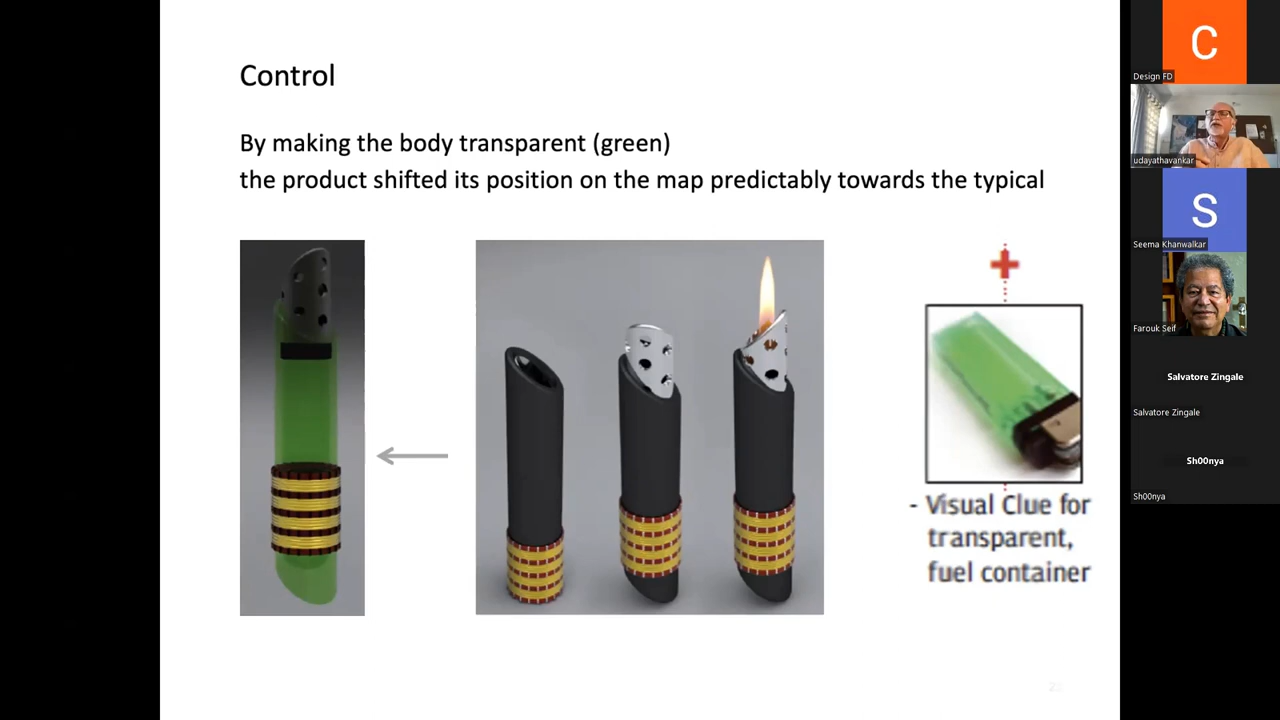 Control
By making the body transparent (green)
the product shifted its position on the map predictably towards the typical
- Visual Clue for
transparent,
fuel container
C
Design FD
udayathavankar
S
Seema Khanwalkar
Farouk Seif
Salvatore Zingale
Salvatore Zingale
Sh00nya
Sh00nya